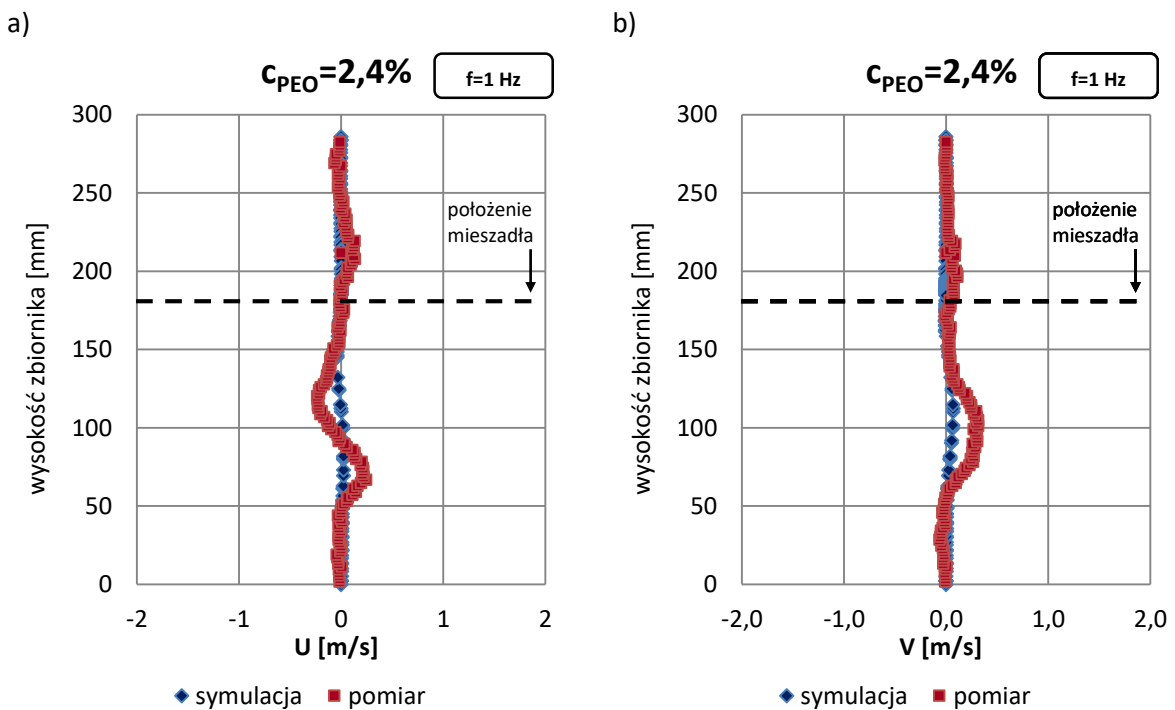 a)
c_PEO=2,4%
f=1 Hz
300
250
200
150
100
50
0
wysokość zbiornika [mm]
położenie
mieszadła
-2
-1
0
1
2
U [m/s]
symulacja
pomiar
b)
c_PEO=2,4%
f=1 Hz
300
250
200
150
100
50
0
wysokość zbiornika [mm]
położenie
mieszadła
-2,0
-1,0
0,0
1,0
2,0
V [m/s]
symulacja
pomiar